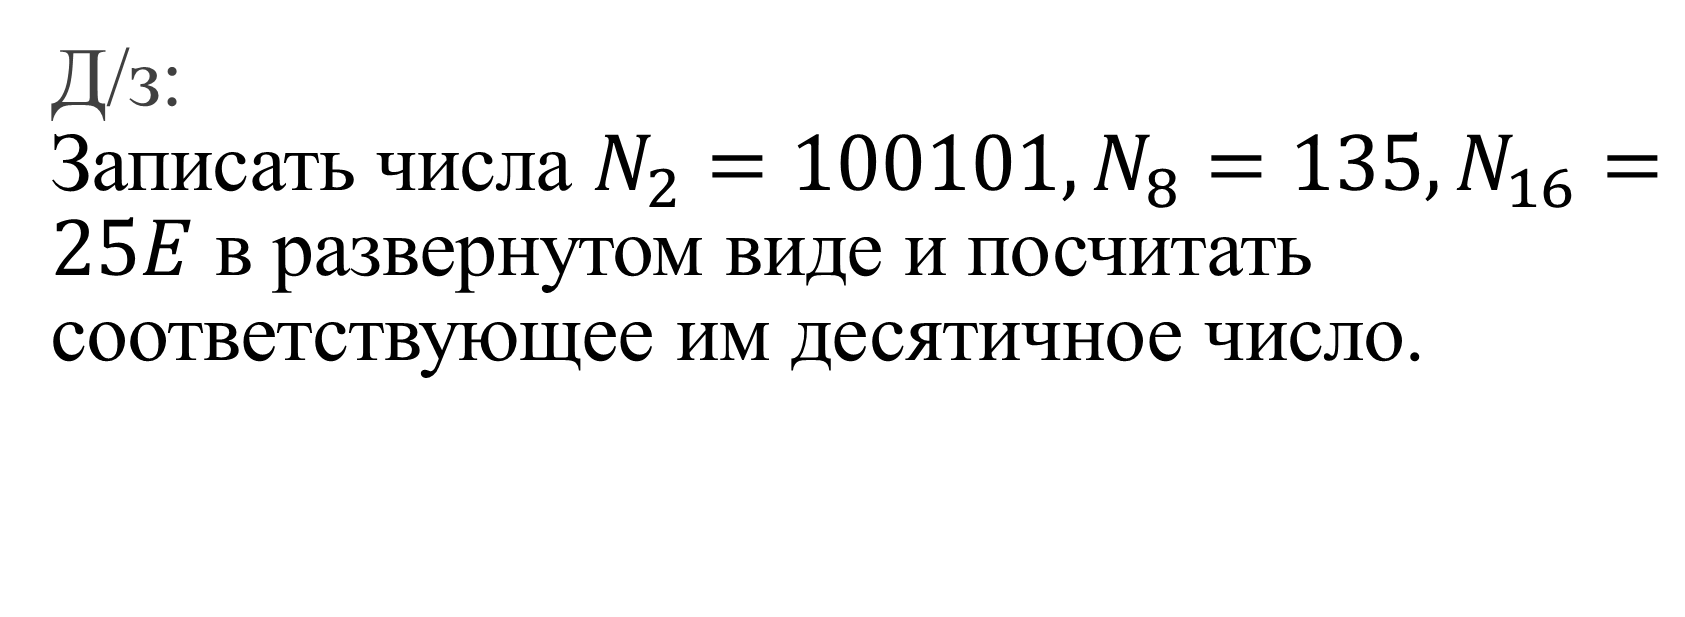 Д/з:
Записать числа N₂ = 100101, N₈ = 135, N₁₆ =
25E в развернутом виде и посчитать
соответствующее им десятичное число.